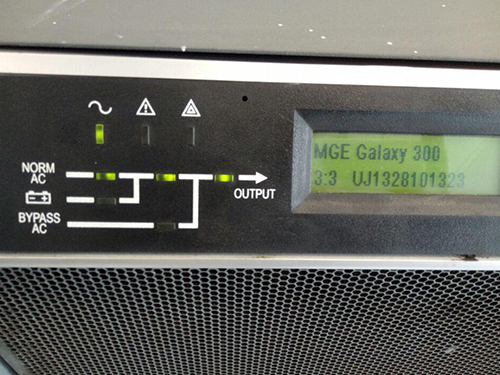 NORM
AC
BYPASS
AC
OUTPUT
MGE Galaxy 300
3:3 UJ1328101323